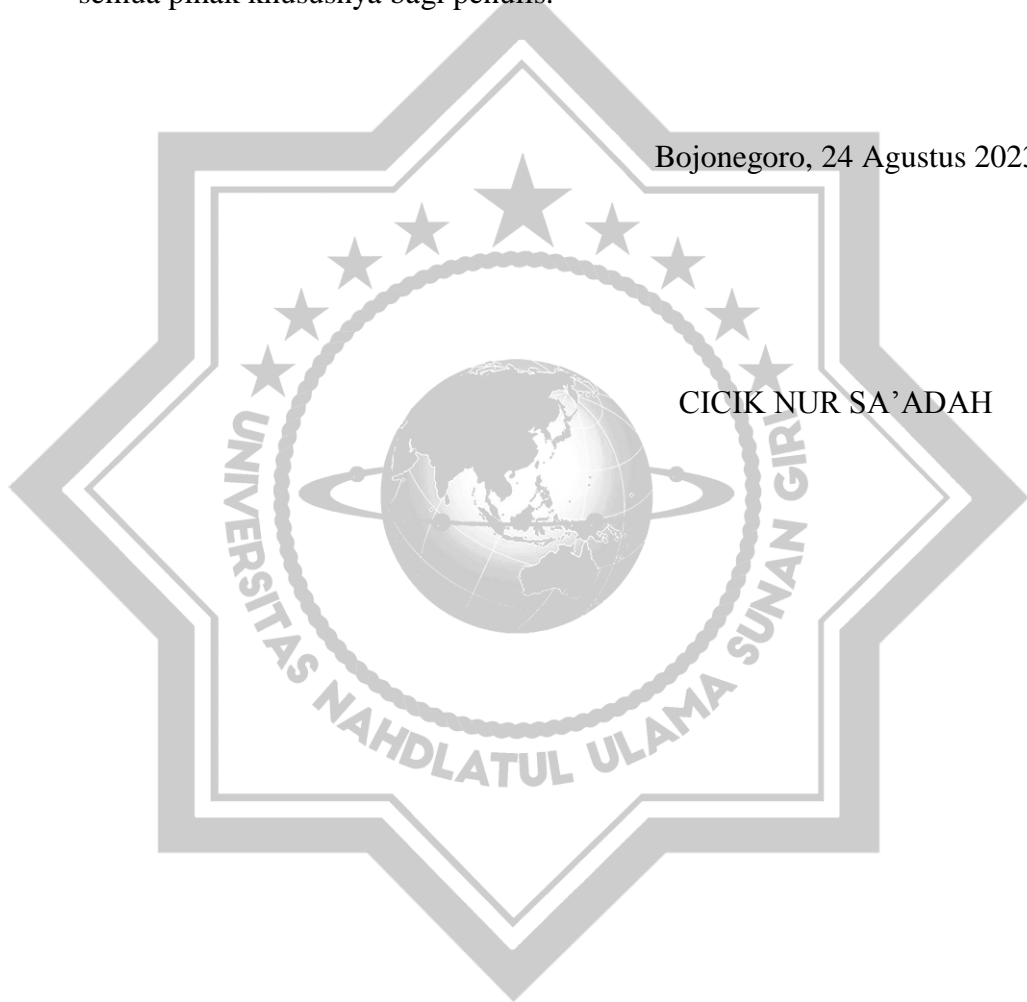 semua pihak khususnya bagi penulis.
Bojonegoro, 24 Agustus 2023
CICIK NUR SA’ADAH
UNIVERSITAS NAHDLATUL ULAMA SUNAN GIRI